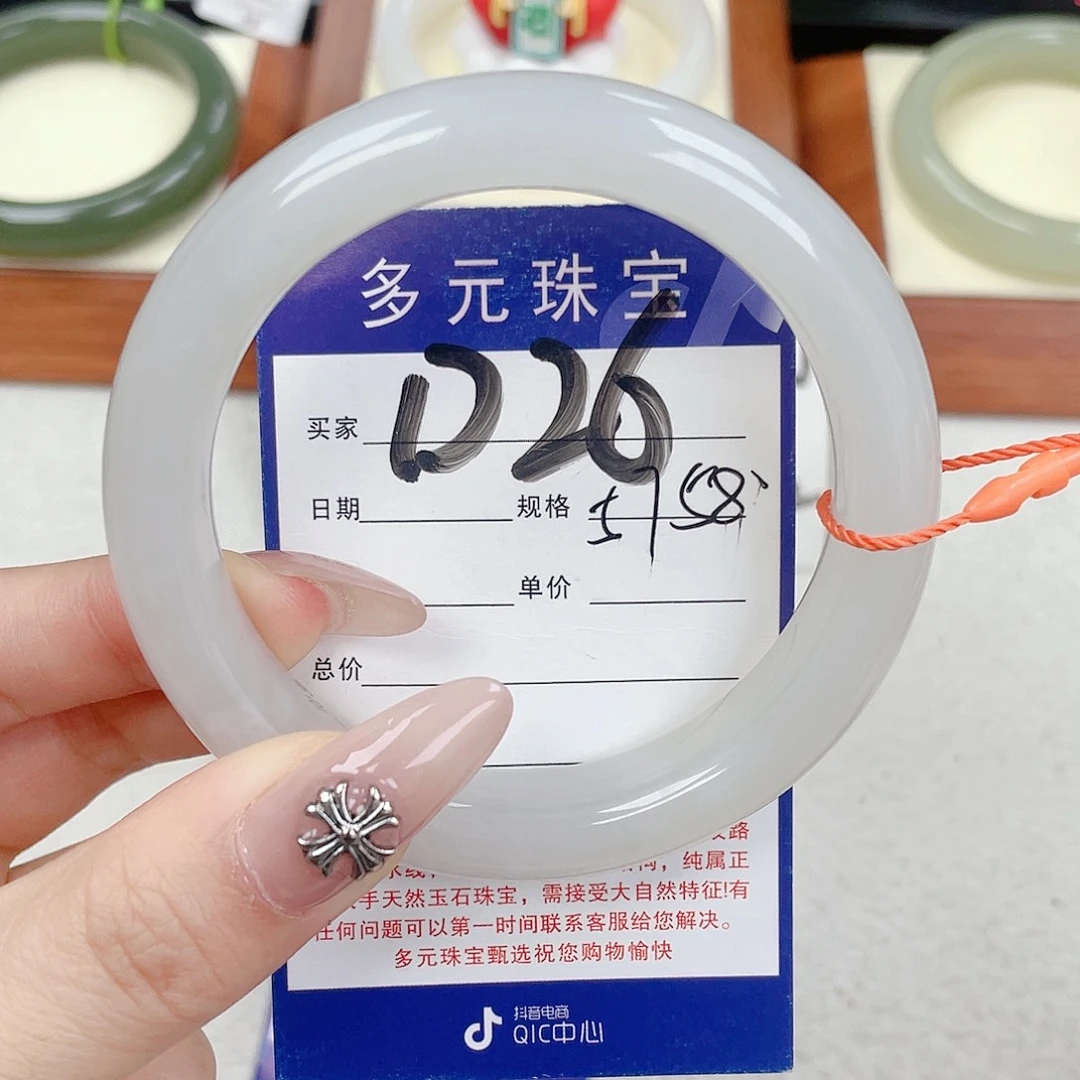 多元珠宝
买家 D26
日期 规格 58
单价
总价
纯属正
手天然玉石珠宝，需接受大自然特征!有
任何问题可以第一时间联系客服给您解决。
多元珠宝甄选祝您购物愉快
抖音电商
QIC中心